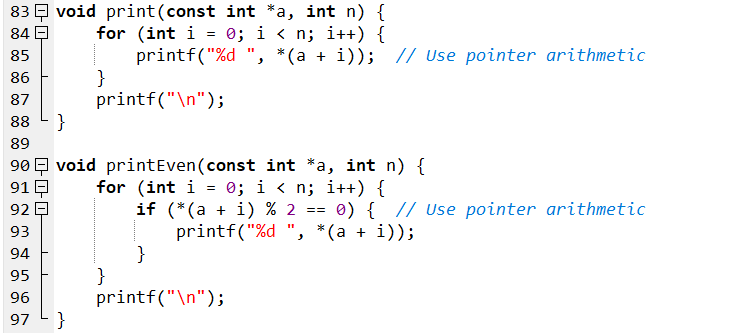 83 void print(const int *a, int n) {
84 for (int i = 0; i < n; i++) {
85 printf("%d ", *(a + i)); // Use pointer arithmetic
86 }
87 printf("\n");
88 }
89
90 void printEven(const int *a, int n) {
91 for (int i = 0; i < n; i++) {
92 if (*(a + i) % 2 == 0) { // Use pointer arithmetic
93 printf("%d ", *(a + i));
94 }
95 }
96 printf("\n");
97 }